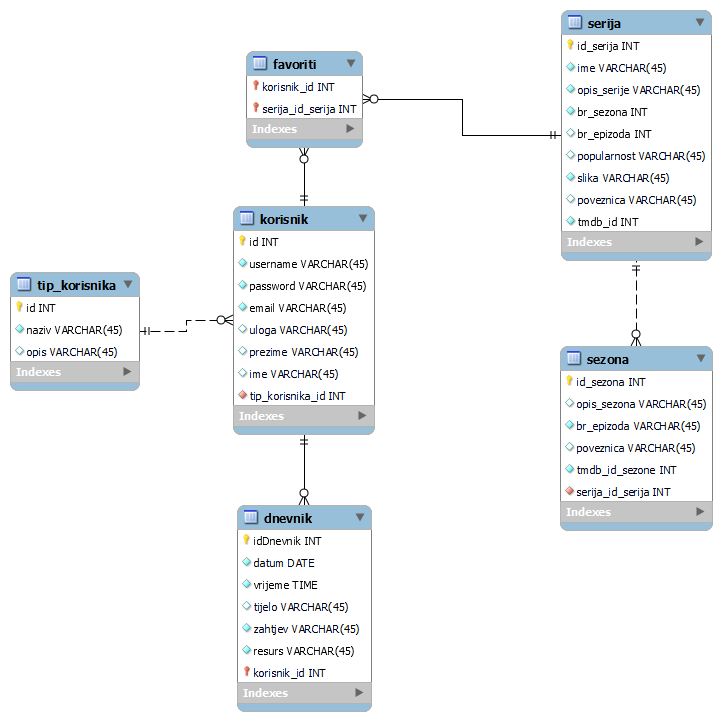 serija
id_serija INT
ime VARCHAR(45)
opis_serije VARCHAR(45)
br_sezona INT
br_epizoda INT
popularnost VARCHAR(45)
slika VARCHAR(45)
poveznica VARCHAR(45)
tmdb_id INT
Indexes
favoriti
korisnik_id INT
serija_id_serija INT
Indexes
korisnik
id INT
username VARCHAR(45)
password VARCHAR(45)
email VARCHAR(45)
uloga VARCHAR(45)
prezime VARCHAR(45)
ime VARCHAR(45)
tip_korisnika_id INT
Indexes
tip_korisnika
id INT
naziv VARCHAR(45)
opis VARCHAR(45)
Indexes
sezona
id_sezona INT
opis_sezona VARCHAR(45)
br_epizoda VARCHAR(45)
poveznica VARCHAR(45)
tmdb_id_sezone INT
serija_id_serija INT
Indexes
dnevnik
idDnevnik INT
datum DATE
vrijeme TIME
tijelo VARCHAR(45)
zahtjev VARCHAR(45)
resurs VARCHAR(45)
korisnik_id INT
Indexes